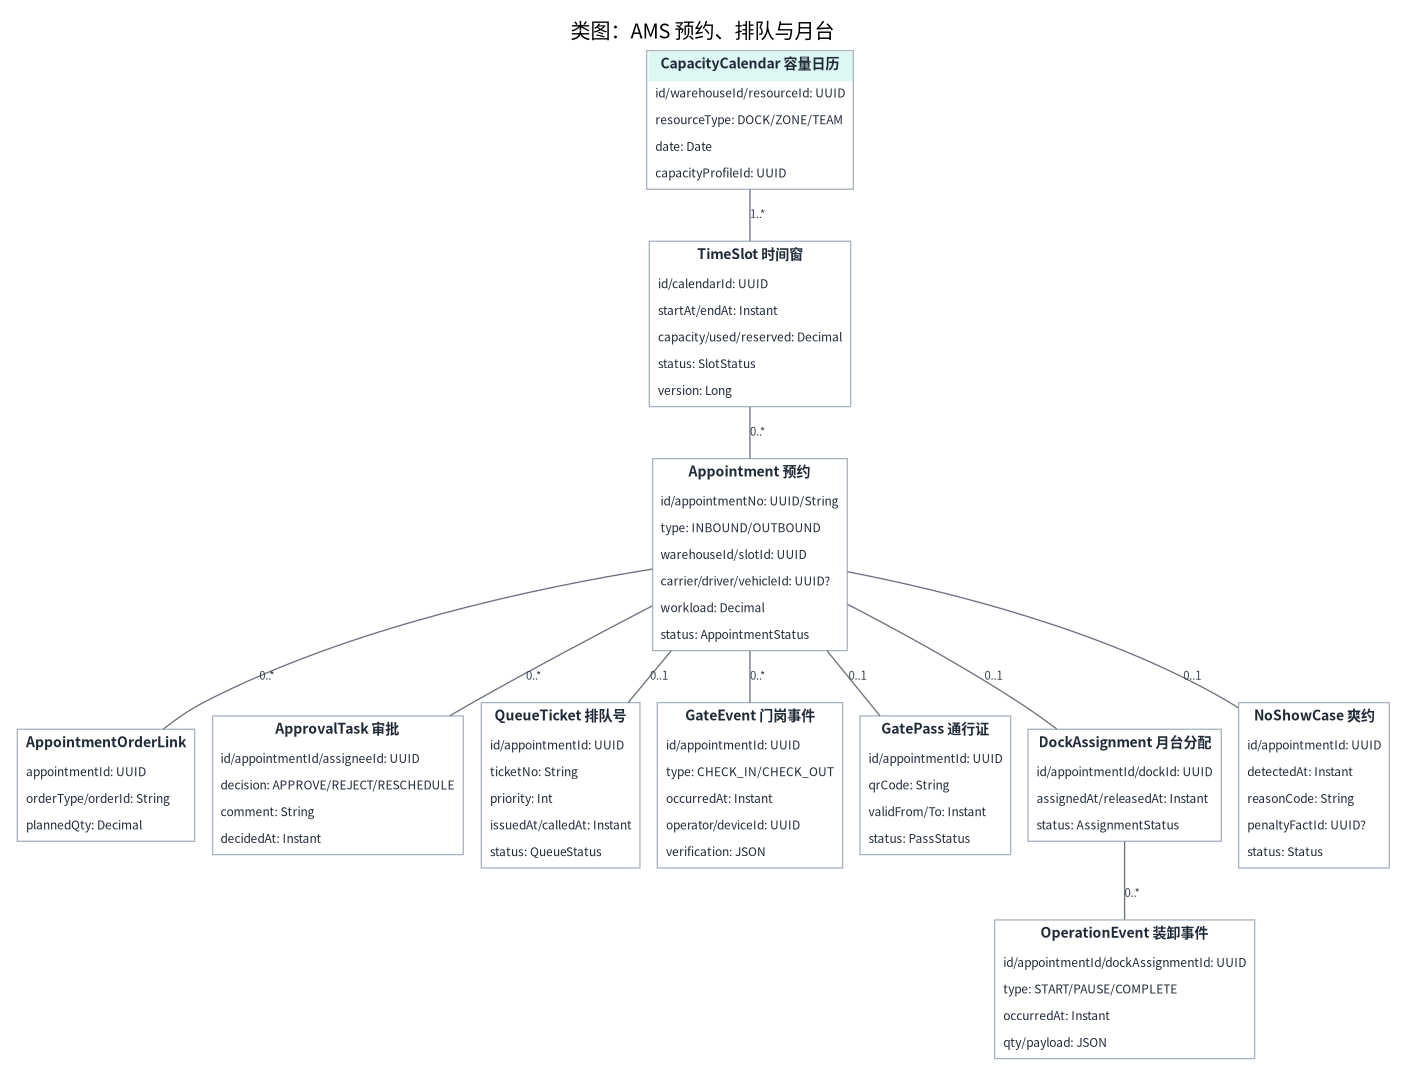 类图：AMS 预约、排队与月台
CapacityCalendar 容量日历
id/warehouseId/resourceId: UUID
resourceType: DOCK/ZONE/TEAM
date: Date
capacityProfileId: UUID
1..*
TimeSlot 时间窗
id/calendarId: UUID
startAt/endAt: Instant
capacity/used/reserved: Decimal
status: SlotStatus
version: Long
0..*
Appointment 预约
id/appointmentNo: UUID/String
type: INBOUND/OUTBOUND
warehouseId/slotId: UUID
carrier/driver/vehicleId: UUID?
workload: Decimal
status: AppointmentStatus
0..*
0..*
0..1
0..*
0..1
0..1
0..1
AppointmentOrderLink
appointmentId: UUID
orderType/orderId: String
plannedQty: Decimal
ApprovalTask 审批
id/appointmentId/assigneeId: UUID
decision: APPROVE/REJECT/RESCHEDULE
comment: String
decidedAt: Instant
QueueTicket 排队号
id/appointmentId: UUID
ticketNo: String
priority: Int
issuedAt/calledAt: Instant
status: QueueStatus
GateEvent 门岗事件
id/appointmentId: UUID
type: CHECK_IN/CHECK_OUT
occurredAt: Instant
operator/deviceId: UUID
verification: JSON
GatePass 通行证
id/appointmentId: UUID
qrCode: String
validFrom/To: Instant
status: PassStatus
DockAssignment 月台分配
id/appointmentId/dockId: UUID
assignedAt/releasedAt: Instant
status: AssignmentStatus
NoShowCase 爽约
id/appointmentId: UUID
detectedAt: Instant
reasonCode: String
penaltyFactId: UUID?
status: Status
0..*
OperationEvent 装卸事件
id/appointmentId/dockAssignmentId: UUID
type: START/PAUSE/COMPLETE
occurredAt: Instant
qty/payload: JSON